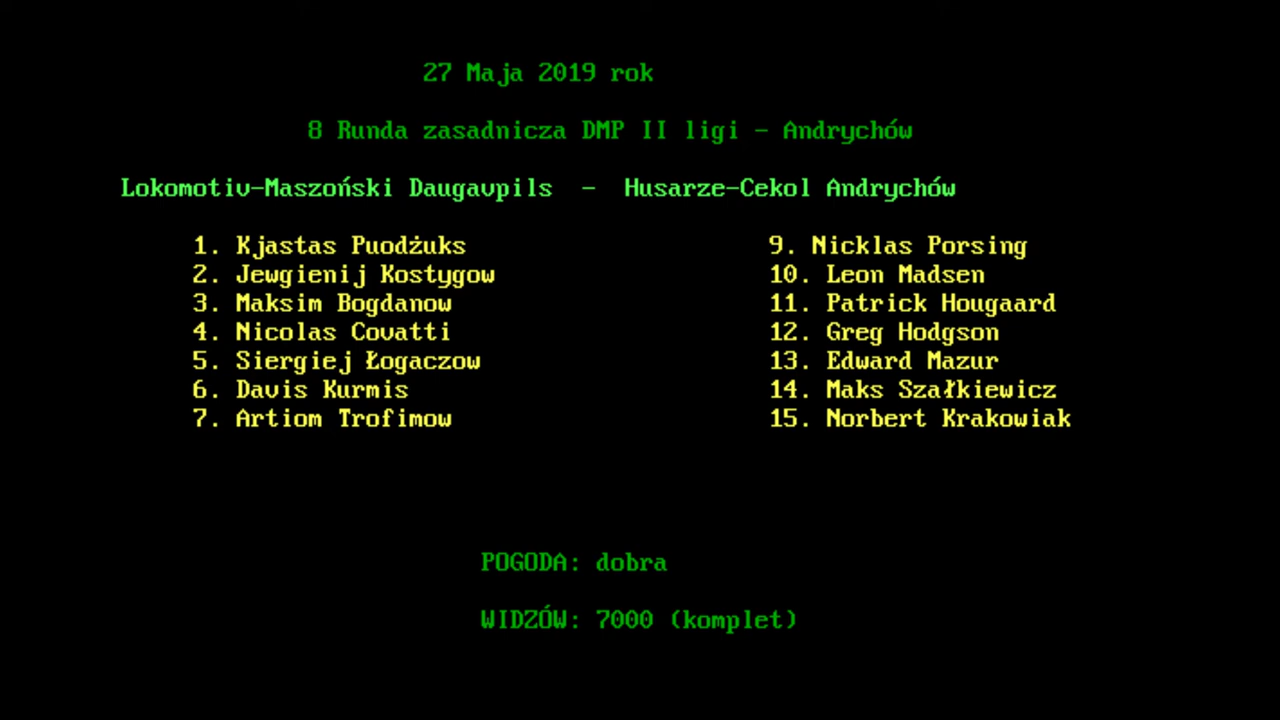 27 Maja 2019 rok
8 Runda zasadnicza DMP II ligi - Andrychów
Lokomotiv-Maszoński Daugavpils - Husarze-Cekol Andrychów
1. Kjastas Puodżuks
2. Jewgienij Kostygow
3. Maksim Bogdanow
4. Nicolas Covatti
5. Siergiej Łogaczow
6. Davis Kurmis
7. Artiom Trofimow
9. Nicklas Porsing
10. Leon Madsen
11. Patrick Hougaard
12. Greg Hodgson
13. Edward Mazur
14. Maks Szałkiewicz
15. Norbert Krakowiak
POGODA: dobra
WIDZÓW: 7000 (komplet)